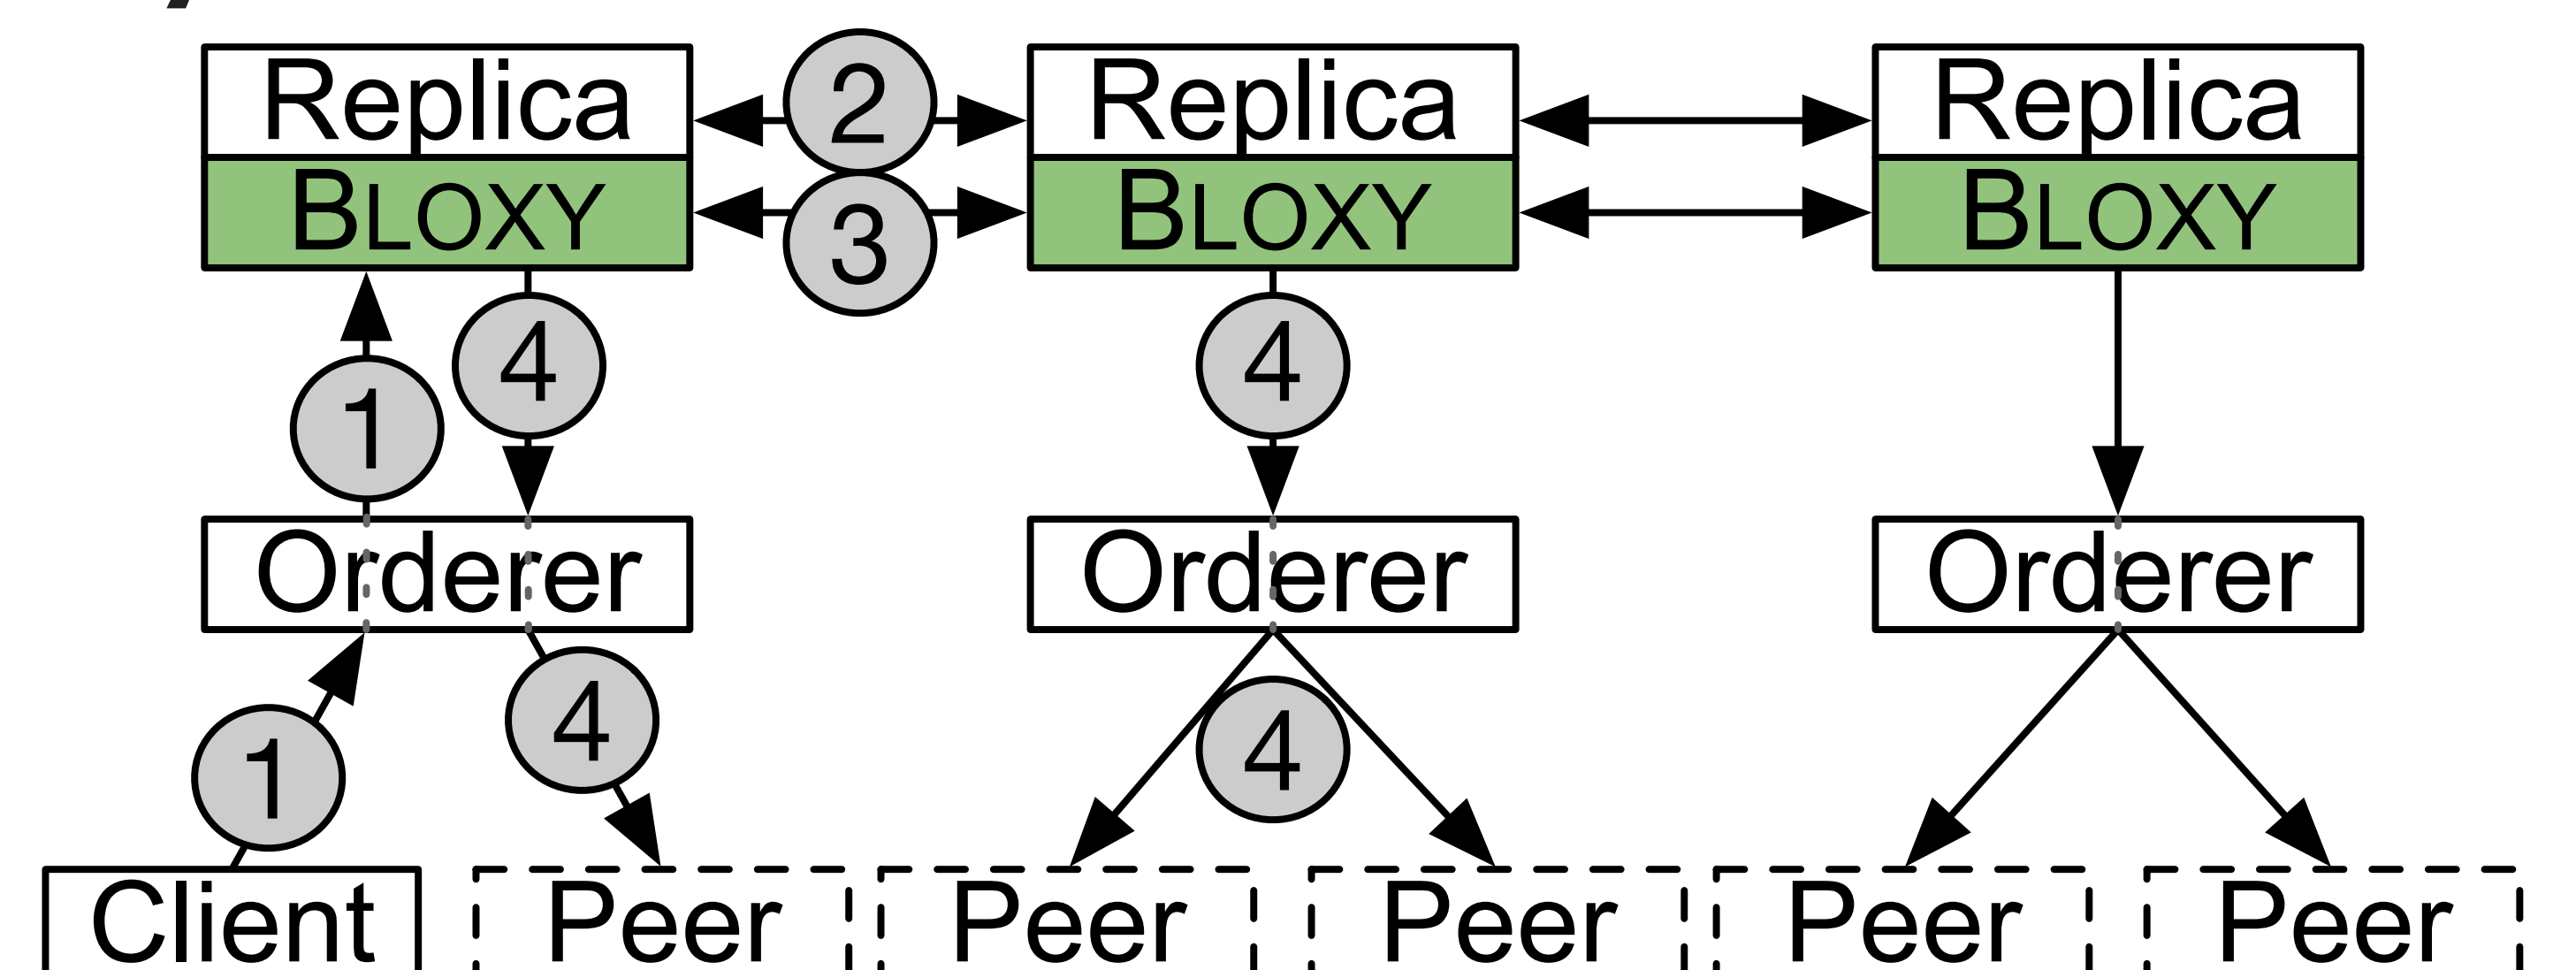 Replica 2 Replica Replica
BLOXY 3 BLOXY BLOXY
4 4
1
Orderer Orderer Orderer
4 4
1
Client Peer Peer Peer Peer Peer